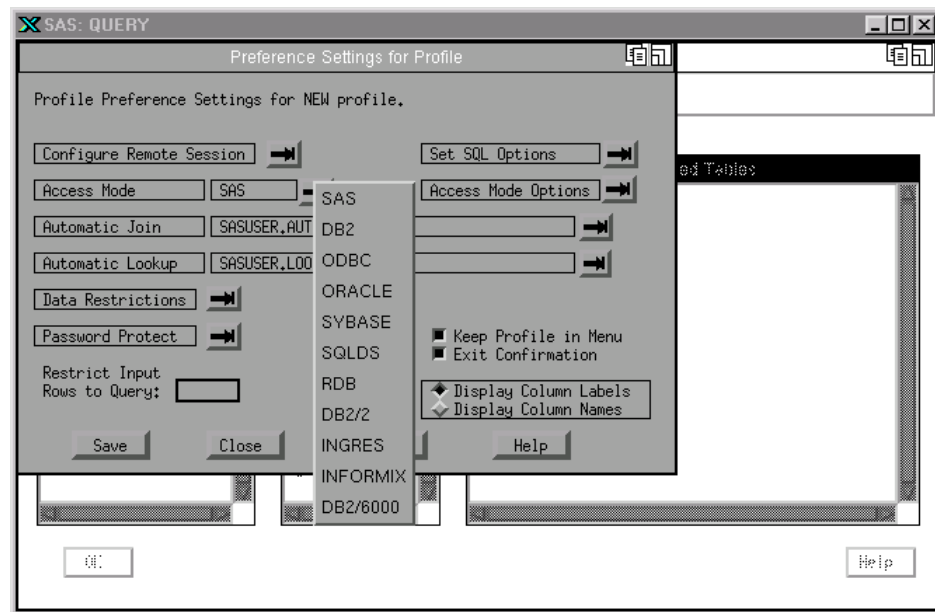 SAS: QUERY
Preference Settings for Profile
Profile Preference Settings for NEW profile.
Configure Remote Session
Set SQL Options
ed Tables
Access Mode SAS
Access Mode Options
Automatic Join SASUSER.AUT
Automatic Lookup SASUSER.LOO
Data Restrictions
Password Protect
Restrict Input
Rows to Query:
SAS
DB2
ODBC
ORACLE
SYBASE
SQLDS
RDB
DB2/2
INGRES
INFORMIX
DB2/6000
Keep Profile in Menu
Exit Confirmation
Display Column Labels
Display Column Names
Save Close Help
OK Help